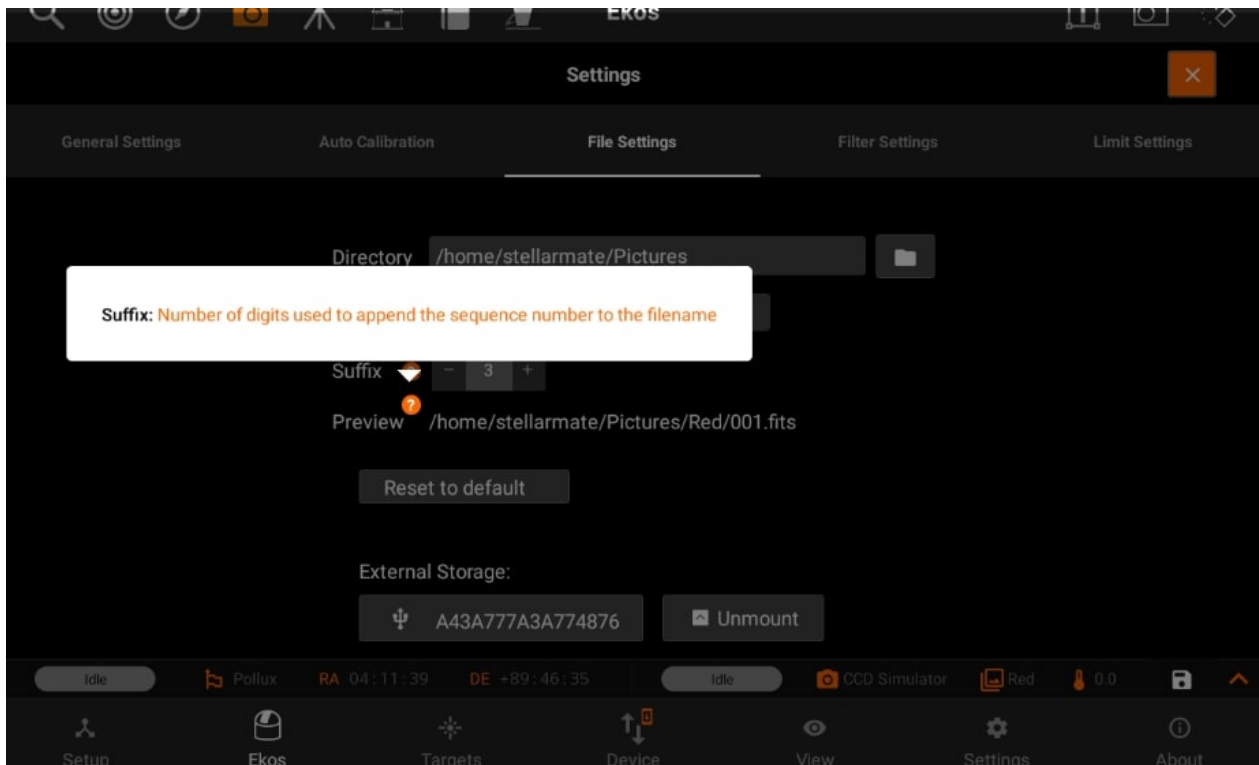 Ekos
Settings
General Settings Auto Calibration File Settings Filter Settings Limit Settings
Directory /home/stellarmate/Pictures
Suffix: Number of digits used to append the sequence number to the filename
Suffix - 3 +
?
Preview /home/stellarmate/Pictures/Red/001.fits
Reset to default
External Storage:
A43A777A3A774876 Unmount
Idle Pollux RA 04:11:39 DE +89:46:35 Idle CCD Simulator Red 0.0
Setup Ekos Targets Device View Settings About